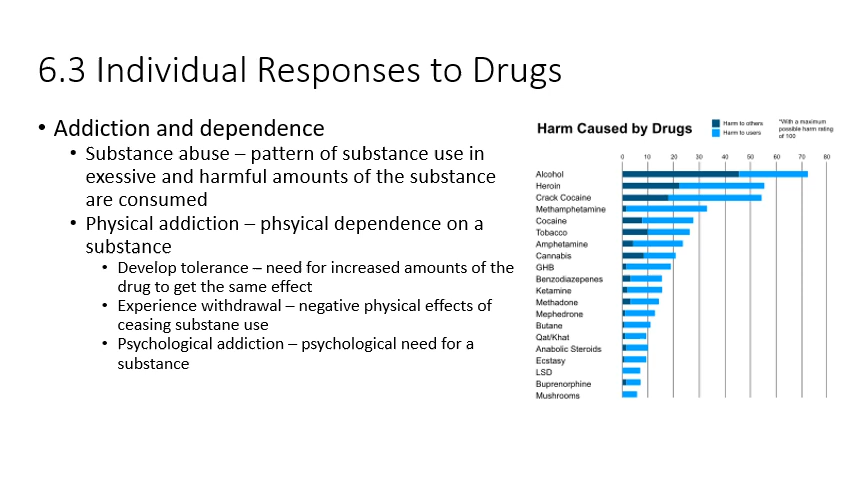 6.3 Individual Responses to Drugs
• Addiction and dependence
• Substance abuse – pattern of substance use in
exessive and harmful amounts of the substance
are consumed
• Physical addiction – phsyical dependence on a
substance
• Develop tolerance – need for increased amounts of the
drug to get the same effect
• Experience withdrawal – negative physical effects of
ceasing substane use
• Psychological addiction – psychological need for a
substance
Harm Caused by Drugs
Harm to others
Harm to users
*With a maximum
possible harm rating
of 100
0 10 20 30 40 50 60 70 80
Alcohol
Heroin
Crack Cocaine
Methamphetamine
Cocaine
Tobacco
Amphetamine
Cannabis
GHB
Benzodiazepenes
Ketamine
Methadone
Mephedrone
Butane
Qat/Khat
Anabolic Steroids
Ecstasy
LSD
Buprenorphine
Mushrooms